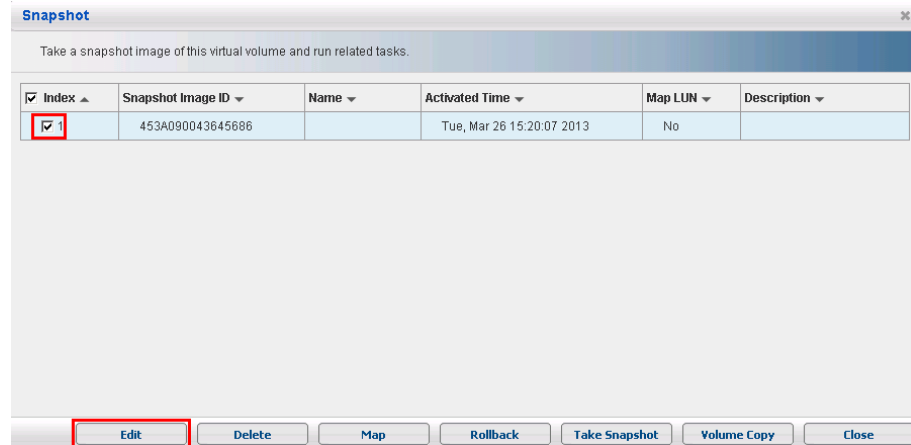 Snapshot
Take a snapshot image of this virtual volume and run related tasks.
Index Snapshot Image ID Name Activated Time Map LUN Description
1 453A090043645686 Tue, Mar 26 15:20:07 2013 No
Edit Delete Map Rollback Take Snapshot Volume Copy Close